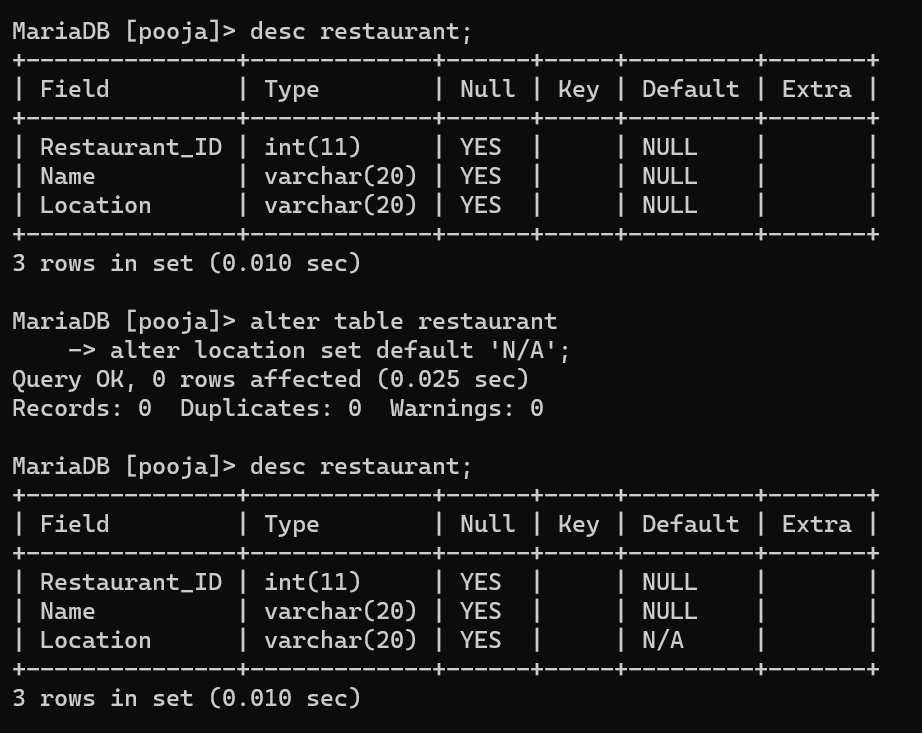 MariaDB [pooja]> desc restaurant;
+---------------+-------------+------+-----+---------+-------+
| Field         | Type        | Null | Key | Default | Extra |
+---------------+-------------+------+-----+---------+-------+
| Restaurant_ID | int(11)     | YES  |     | NULL    |       |
| Name          | varchar(20) | YES  |     | NULL    |       |
| Location      | varchar(20) | YES  |     | NULL    |       |
+---------------+-------------+------+-----+---------+-------+
3 rows in set (0.010 sec)

MariaDB [pooja]> alter table restaurant
    -> alter location set default 'N/A';
Query OK, 0 rows affected (0.025 sec)
Records: 0  Duplicates: 0  Warnings: 0

MariaDB [pooja]> desc restaurant;
+---------------+-------------+------+-----+---------+-------+
| Field         | Type        | Null | Key | Default | Extra |
+---------------+-------------+------+-----+---------+-------+
| Restaurant_ID | int(11)     | YES  |     | NULL    |       |
| Name          | varchar(20) | YES  |     | NULL    |       |
| Location      | varchar(20) | YES  |     | N/A     |       |
+---------------+-------------+------+-----+---------+-------+
3 rows in set (0.010 sec)